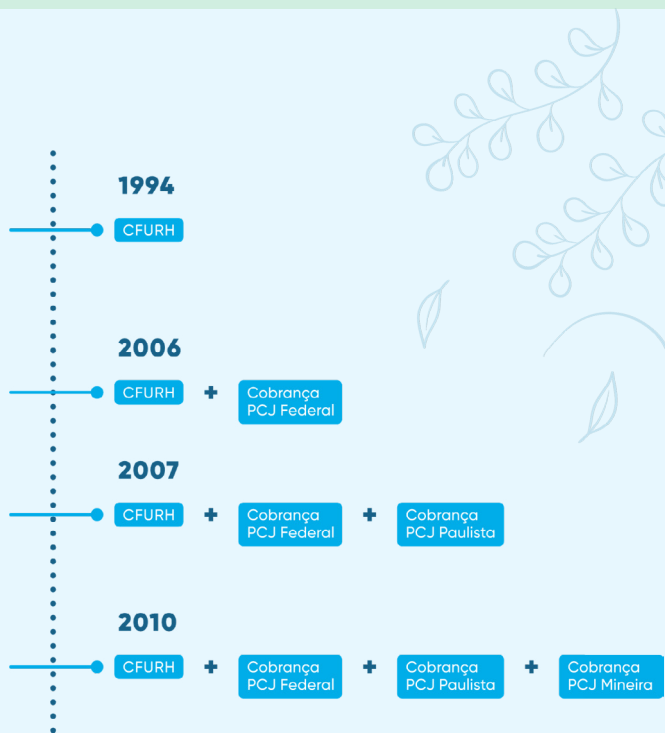 1994
CFURH
2006
CFURH + Cobrança
PCJ Federal
2007
CFURH + Cobrança
PCJ Federal + Cobrança
PCJ Paulista
2010
CFURH + Cobrança
PCJ Federal + Cobrança
PCJ Paulista + Cobrança
PCJ Mineira